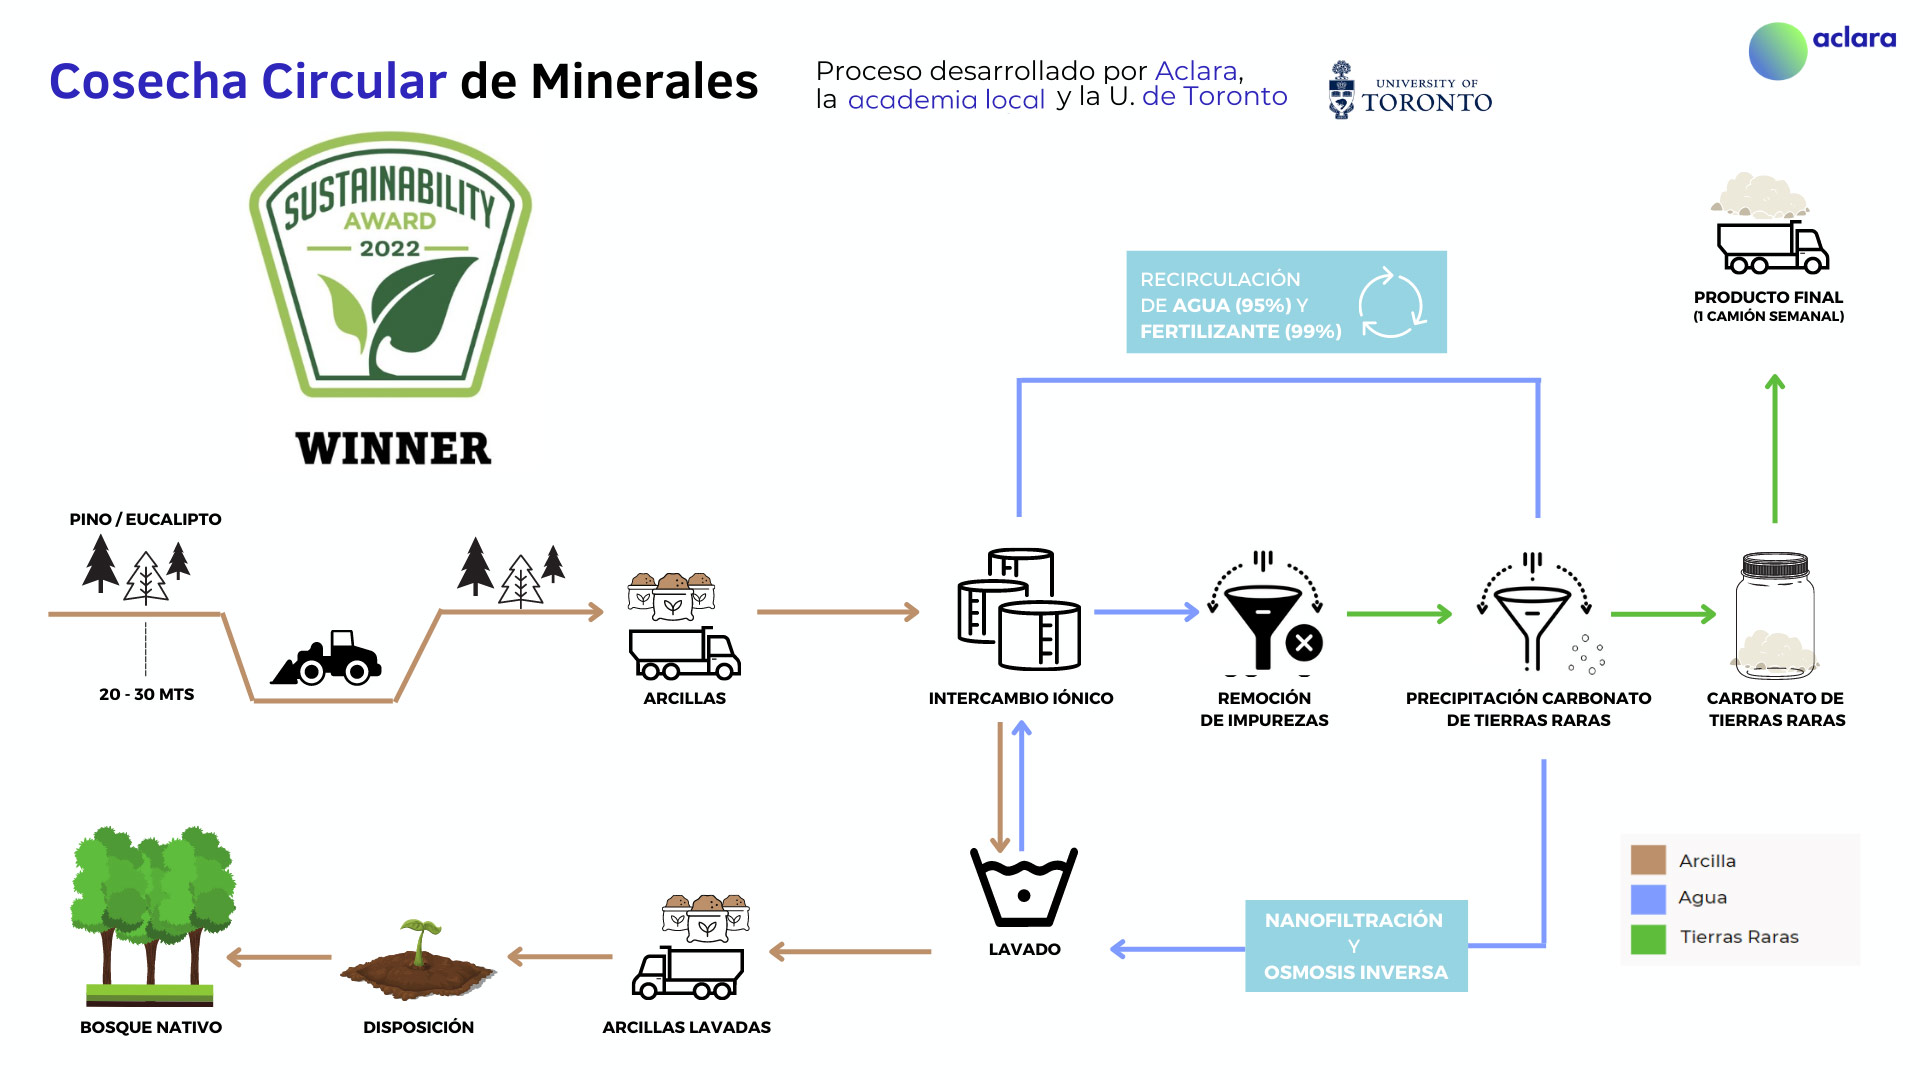 Cosecha Circular de Minerales
Proceso desarrollado por Aclara,
la academia local y la U. de Toronto
UNIVERSITY OF
TORONTO
aclara
SUSTAINABILITY
AWARD
2022
WINNER
RECIRCULACIÓN
DE AGUA (95%) Y
FERTILIZANTE (99%)
PRODUCTO FINAL
(1 CAMIÓN SEMANAL)
PINO / EUCALIPTO
20 - 30 MTS
ARCILLAS
INTERCAMBIO IÓNICO
REMOCIÓN
DE IMPUREZAS
PRECIPITACIÓN CARBONATO
DE TIERRAS RARAS
CARBONATO DE
TIERRAS RARAS
BOSQUE NATIVO
DISPOSICIÓN
ARCILLAS LAVADAS
LAVADO
NANOFILTRACIÓN
Y
OSMOSIS INVERSA
Arcilla
Agua
Tierras Raras